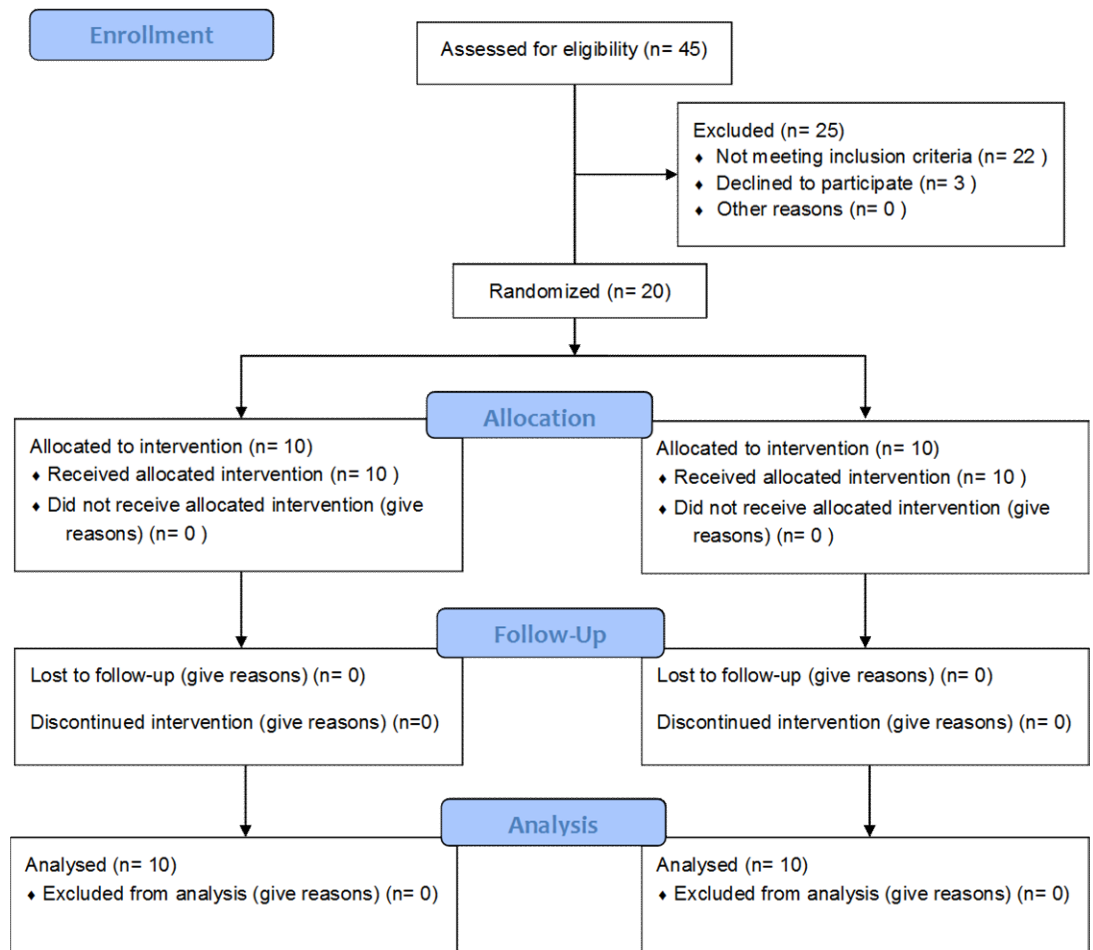 Enrollment
Assessed for eligibility (n= 45)
Excluded (n= 25)
♦ Not meeting inclusion criteria (n= 22 )
♦ Declined to participate (n= 3 )
♦ Other reasons (n= 0 )
Randomized (n= 20)
Allocation
Allocated to intervention (n= 10)
♦ Received allocated intervention (n= 10 )
♦ Did not receive allocated intervention (give
reasons) (n= 0 )
Allocated to intervention (n= 10)
♦ Received allocated intervention (n= 10 )
♦ Did not receive allocated intervention (give
reasons) (n= 0 )
Follow-Up
Lost to follow-up (give reasons) (n= 0)
Discontinued intervention (give reasons) (n=0)
Lost to follow-up (give reasons) (n= 0)
Discontinued intervention (give reasons) (n= 0)
Analysis
Analysed (n= 10)
♦ Excluded from analysis (give reasons) (n= 0)
Analysed (n= 10)
♦ Excluded from analysis (give reasons) (n= 0)